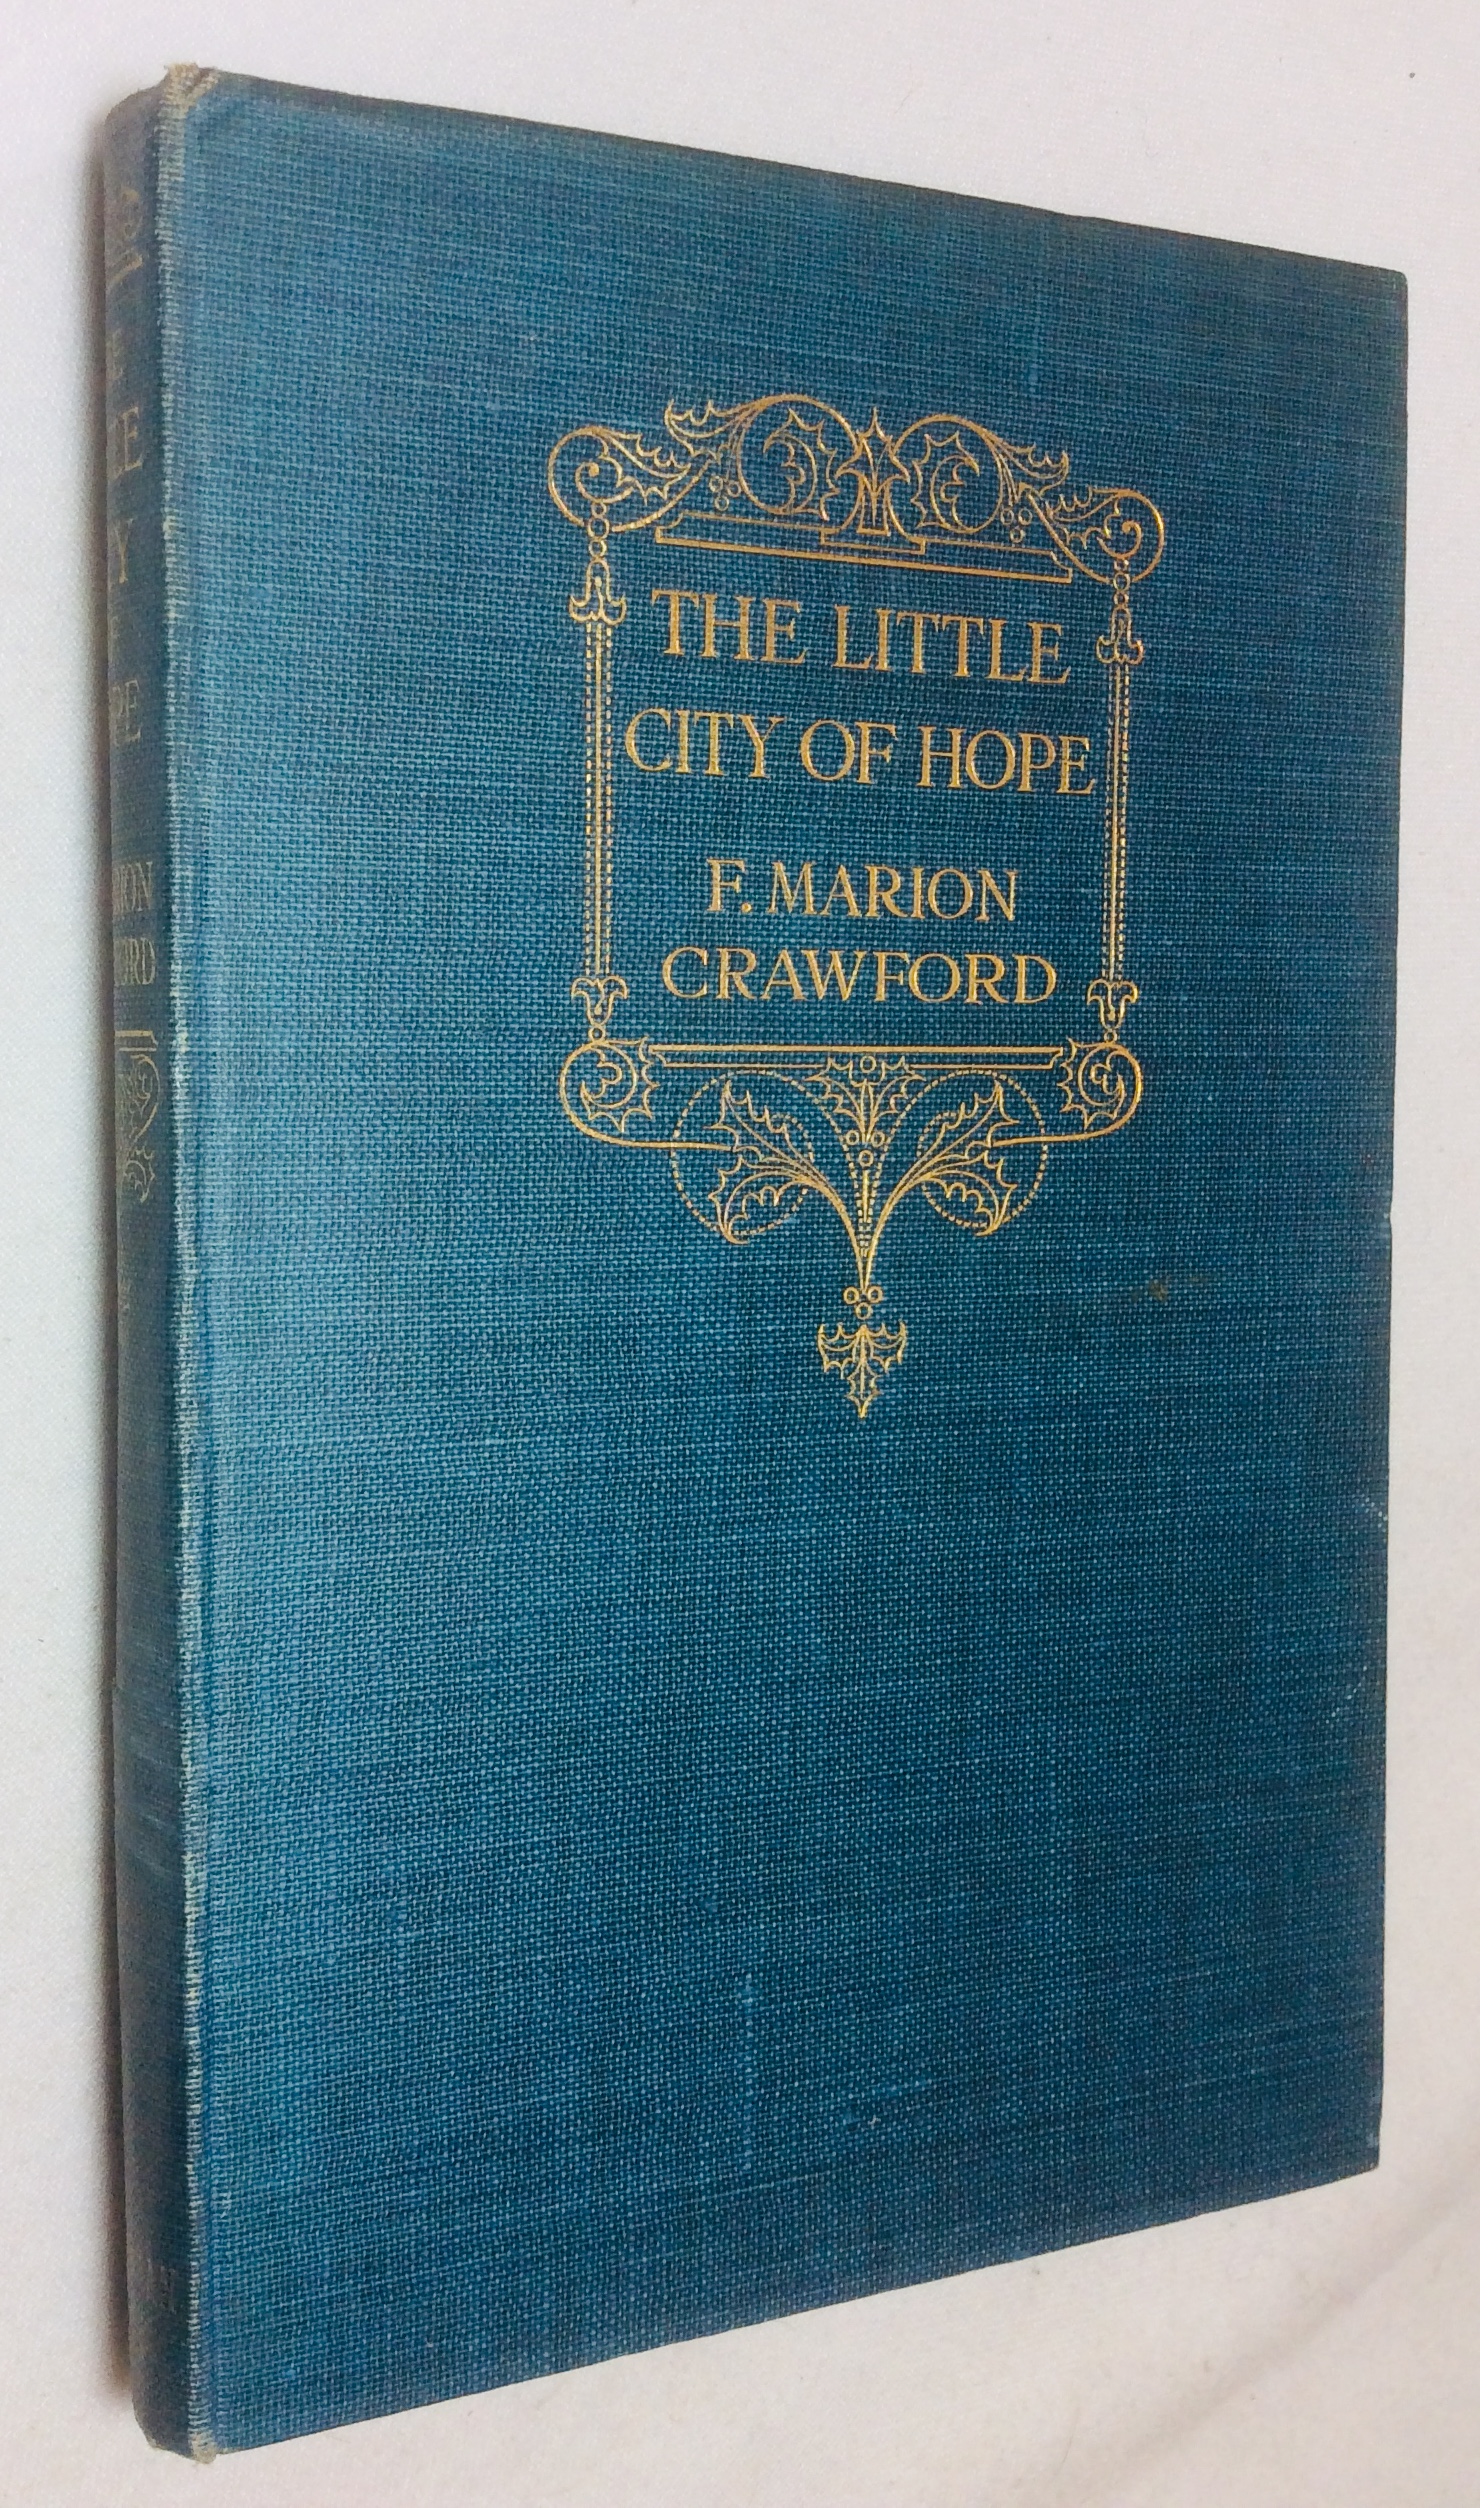 THE LITTLE
CITY OF HOPE
F. MARION
CRAWFORD